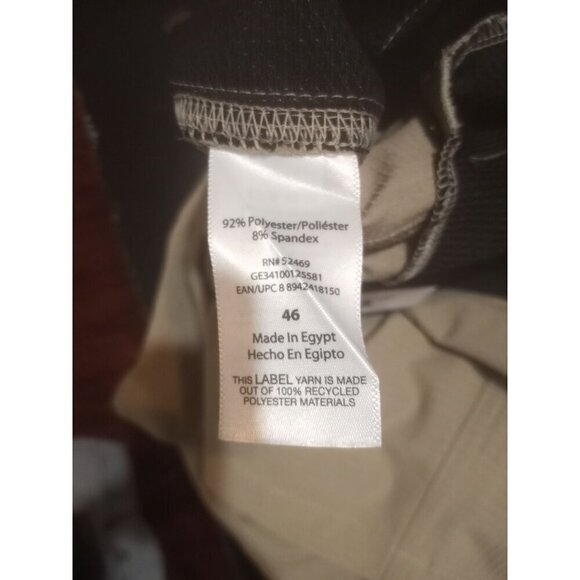 92% Polyester/Poliéster
8% Spandex
RN# 52469
GE34100125581
EAN/UPC 8 8942418150
46
Made In Egypt
Hecho En Egipto
THIS LABEL YARN IS MADE
OUT OF 100% RECYCLED
POLYESTER MATERIALS